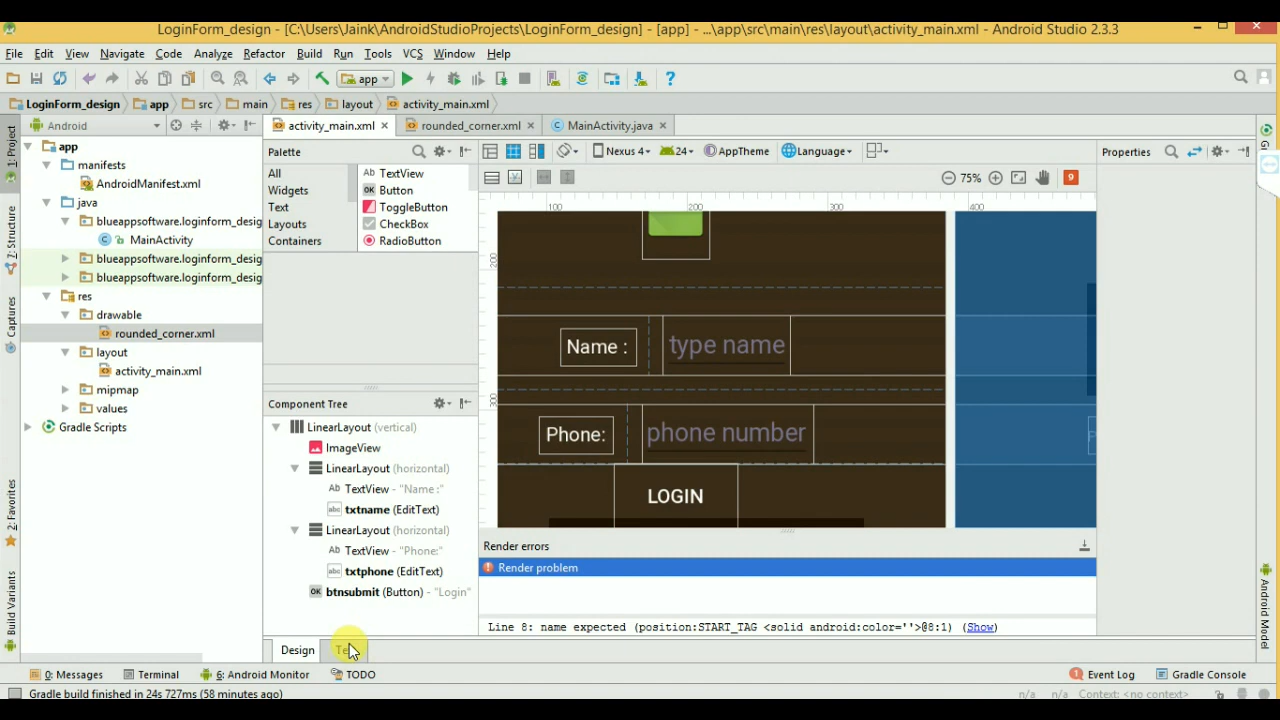 LoginForm_design - [C:\Users\Jaink\AndroidStudioProjects\LoginForm_design] - [app] - ...\app\src\main\res\layout\activity_main.xml - Android Studio 2.3.3
File Edit View Navigate Code Analyze Refactor Build Run Tools VCS Window Help
app
LoginForm_design app src main res layout activity_main.xml
Android
activity_main.xml rounded_corner.xml MainActivity.java
1: Project
Z: Structure
Captures
2: Favorites
Build Variants
app
manifests
AndroidManifest.xml
java
blueappsoftware.loginform_desig
MainActivity
blueappsoftware.loginform_desig
blueappsoftware.loginform_desig
res
drawable
rounded_corner.xml
layout
activity_main.xml
mipmap
values
Gradle Scripts
Palette
All
Widgets
Text
Layouts
Containers
TextView
Button
ToggleButton
CheckBox
RadioButton
Component Tree
LinearLayout (vertical)
ImageView
LinearLayout (horizontal)
TextView - "Name :"
txtname (EditText)
LinearLayout (horizontal)
TextView - "Phone:"
txtphone (EditText)
btnsubmit (Button) - "Login"
Nexus 4 24 AppTheme Language
75% 9
100 200 300 400
200
300
Name : type name
Phone: phone number
LOGIN
Render errors
Render problem
Line 8: name expected (position:START_TAG <solid android:color=''>@8:1) (Show)
Properties
Android Model
Design
0: Messages Terminal 6: Android Monitor TODO
Event Log Gradle Console
Gradle build finished in 24s 727ms (58 minutes ago)
n/a n/a Context: <no context>